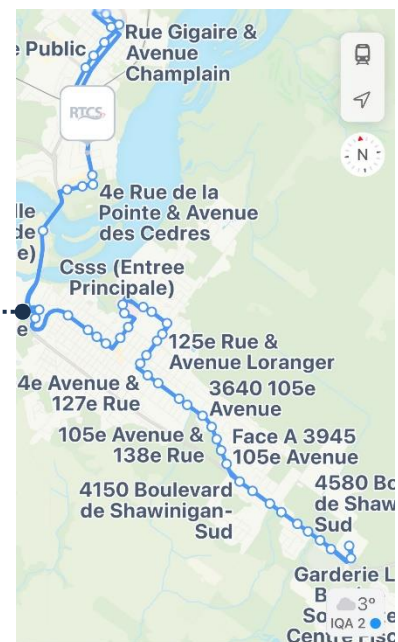 e Public
Rue Gigaire &
Avenue
Champlain
RTCS
N
4e Rue de la
Pointe & Avenue
des Cedres
lle
de
e)
Csss (Entree
Principale)
e
125e Rue &
Avenue Loranger
4e Avenue &
127e Rue
3640 105e
Avenue
105e Avenue &
138e Rue
Face A 3945
105e Avenue
4150 Boulevard
de Shawinigan-
Sud
4580 Bo
de Shaw
Sud
Garderie L
3°
IQA 2